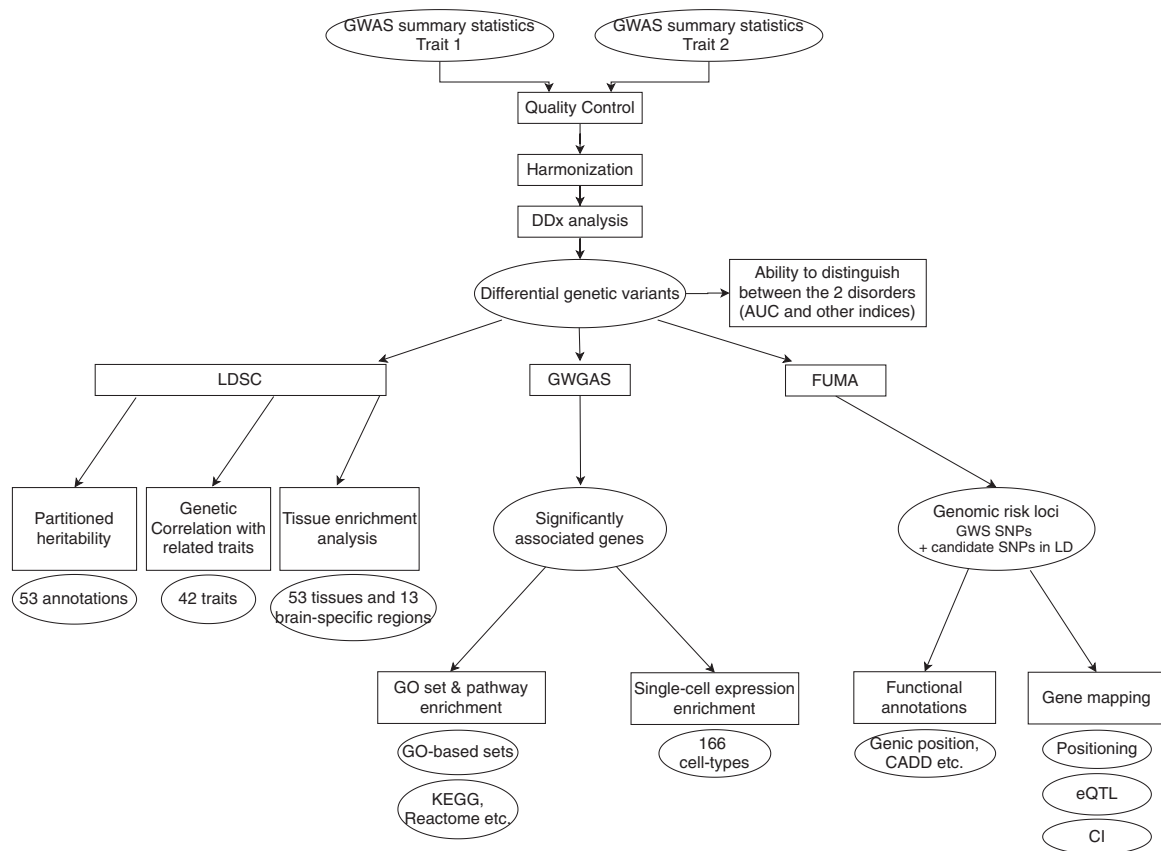 GWAS summary statistics
Trait 1
GWAS summary statistics
Trait 2
Quality Control
Harmonization
DDx analysis
Differential genetic variants
Ability to distinguish
between the 2 disorders
(AUC and other indices)
LDSC
GWGAS
FUMA
Partitioned
heritability
Genetic
Correlation with
related traits
Tissue enrichment
analysis
Significantly
associated genes
Genomic risk loci
GWS SNPs
+ candidate SNPs in LD
53 annotations
42 traits
53 tissues and 13
brain-specific regions
GO set & pathway
enrichment
Single-cell expression
enrichment
Functional
annotations
Gene mapping
GO-based sets
KEGG,
Reactome etc.
166
cell-types
Genic position,
CADD etc.
Positioning
eQTL
CI